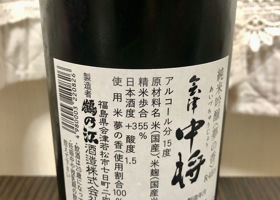 純米吟醸 夢の香
会津中将
アルコール分 15度
原材料名 米(国産)米麹(国産
精米歩合 55%
日本酒度 +3 酸度 1.5
使用米 夢の香(使用割合100%
製造者 鶴乃江酒造株式会
福島県会津若松市七日町二